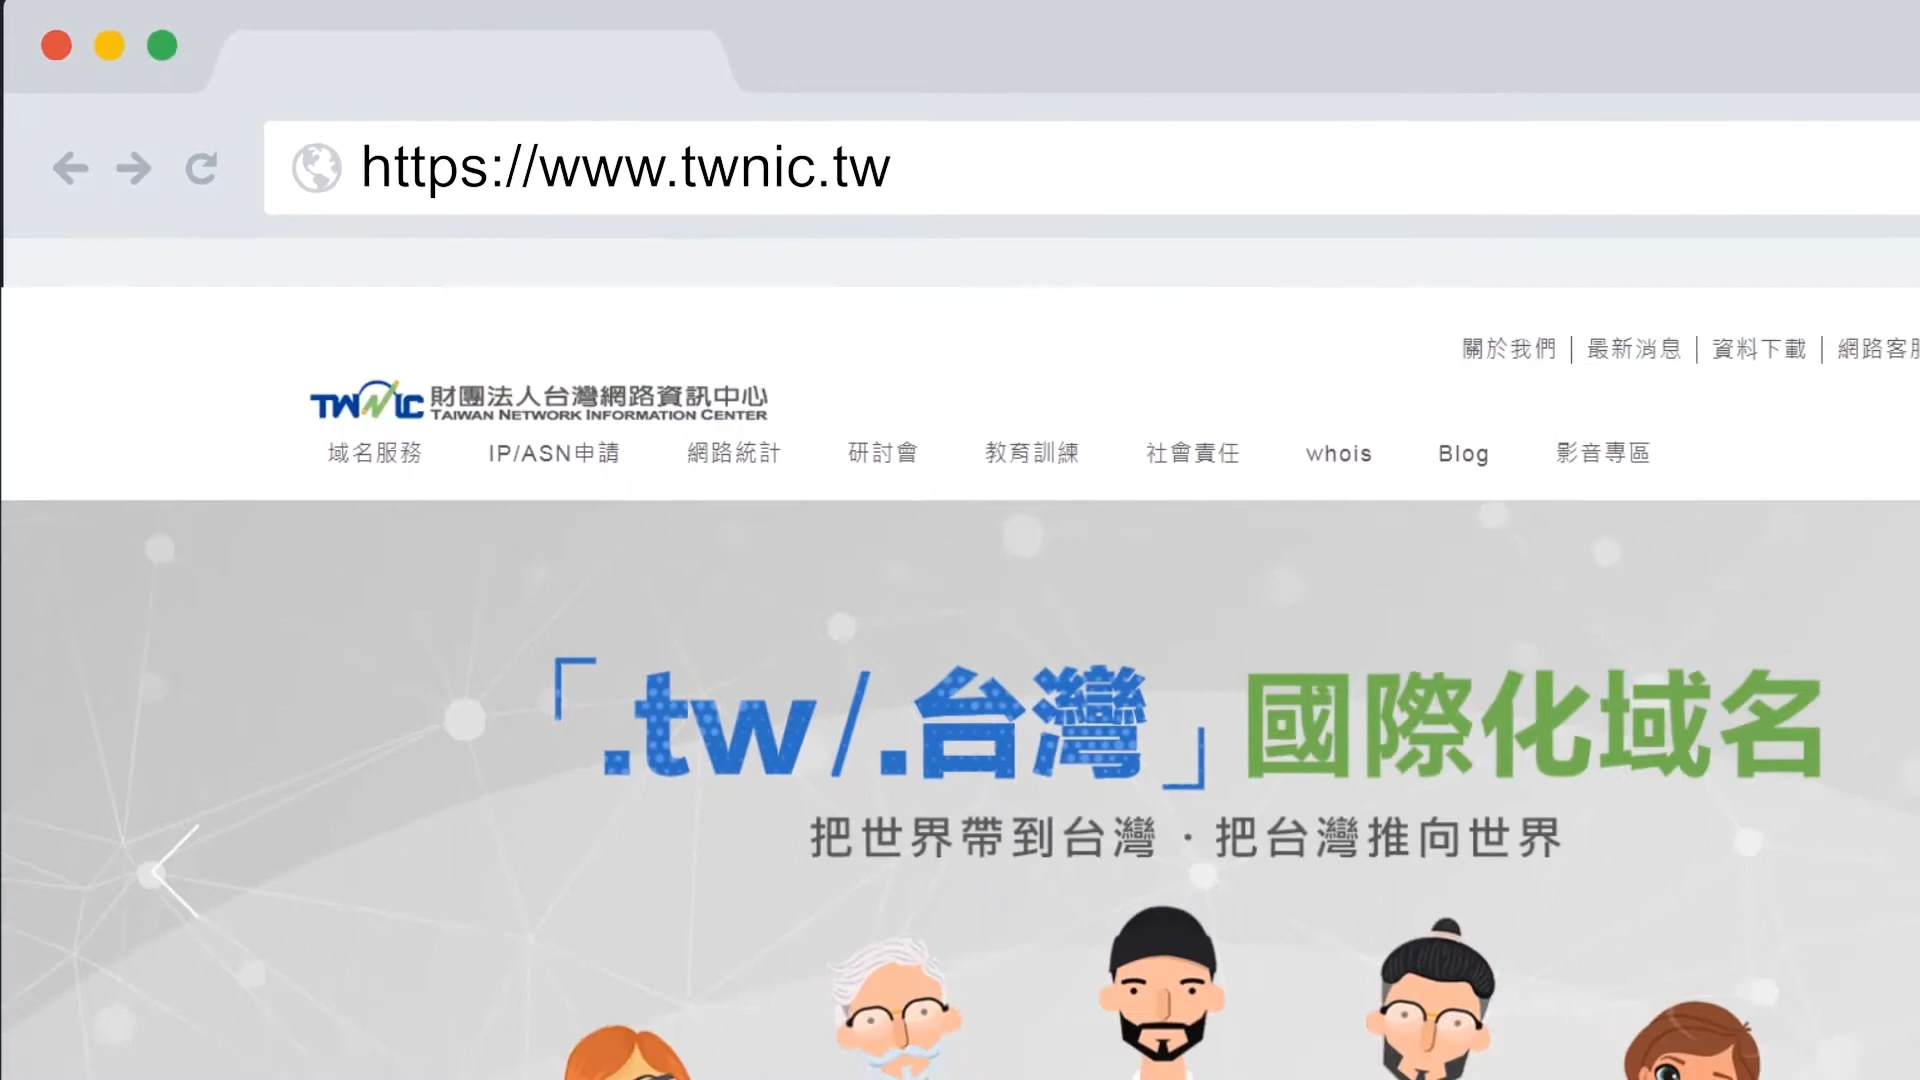 https://www.twnic.tw
關於我們 | 最新消息 | 資料下載 | 網路客服
TWNIC 財團法人台灣網路資訊中心
TAIWAN NETWORK INFORMATION CENTER
域名服務 IP/ASN申請 網路統計 研討會 教育訓練 社會責任 whois Blog 影音專區
「.tw/.台灣」國際化域名
把世界帶到台灣・把台灣推向世界